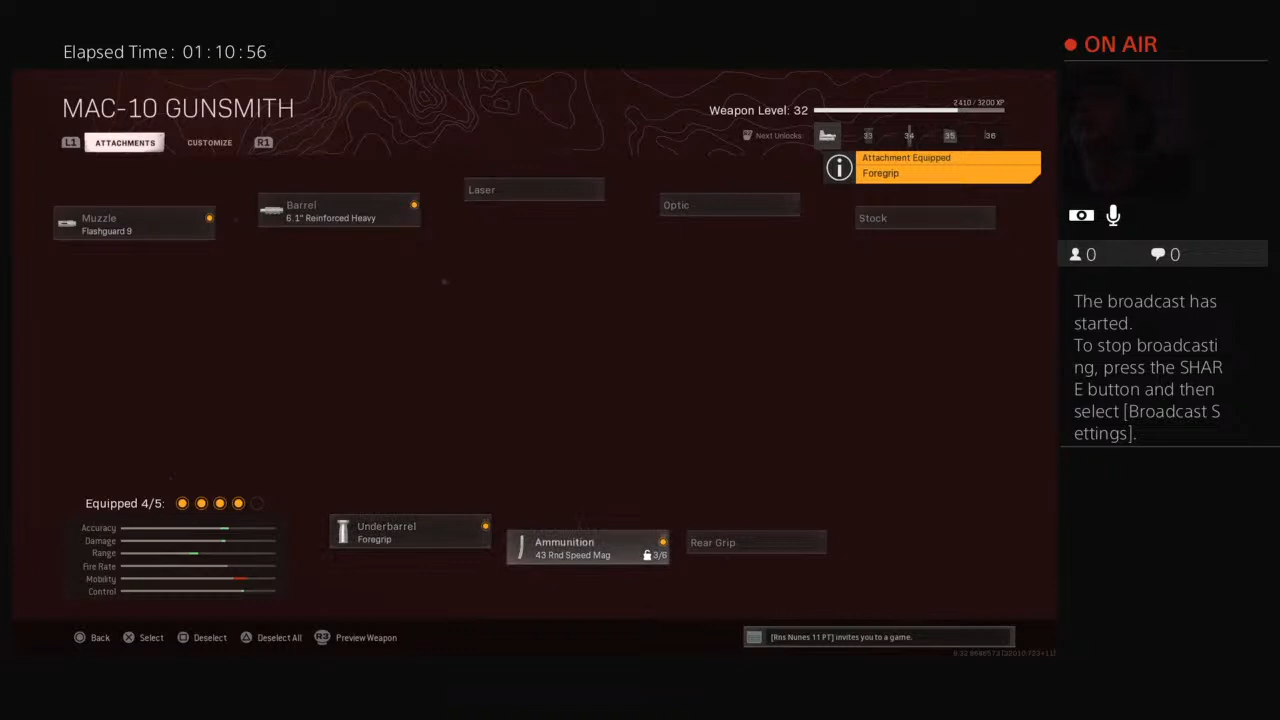 Elapsed Time: 01:10:56
ON AIR
MAC-10 GUNSMITH
Weapon Level: 32
2410 / 3200 XP
L1 ATTACHMENTS CUSTOMIZE R1
Next Unlocks: 33 34 35 36
Attachment Equipped
Foregrip
Muzzle
Flashguard 9
Barrel
6.1" Reinforced Heavy
Laser
Optic
Stock
0 0
The broadcast has
started.
To stop broadcasti
ng, press the SHAR
E button and then
select [Broadcast S
ettings].
Equipped 4/5:
Accuracy
Damage
Range
Fire Rate
Mobility
Control
Underbarrel
Foregrip
Ammunition
43 Rnd Speed Mag 3/6
Rear Grip
Back Select Deselect Deselect All R3 Preview Weapon
[Rns Nunes 11 PT] invites you to a game.